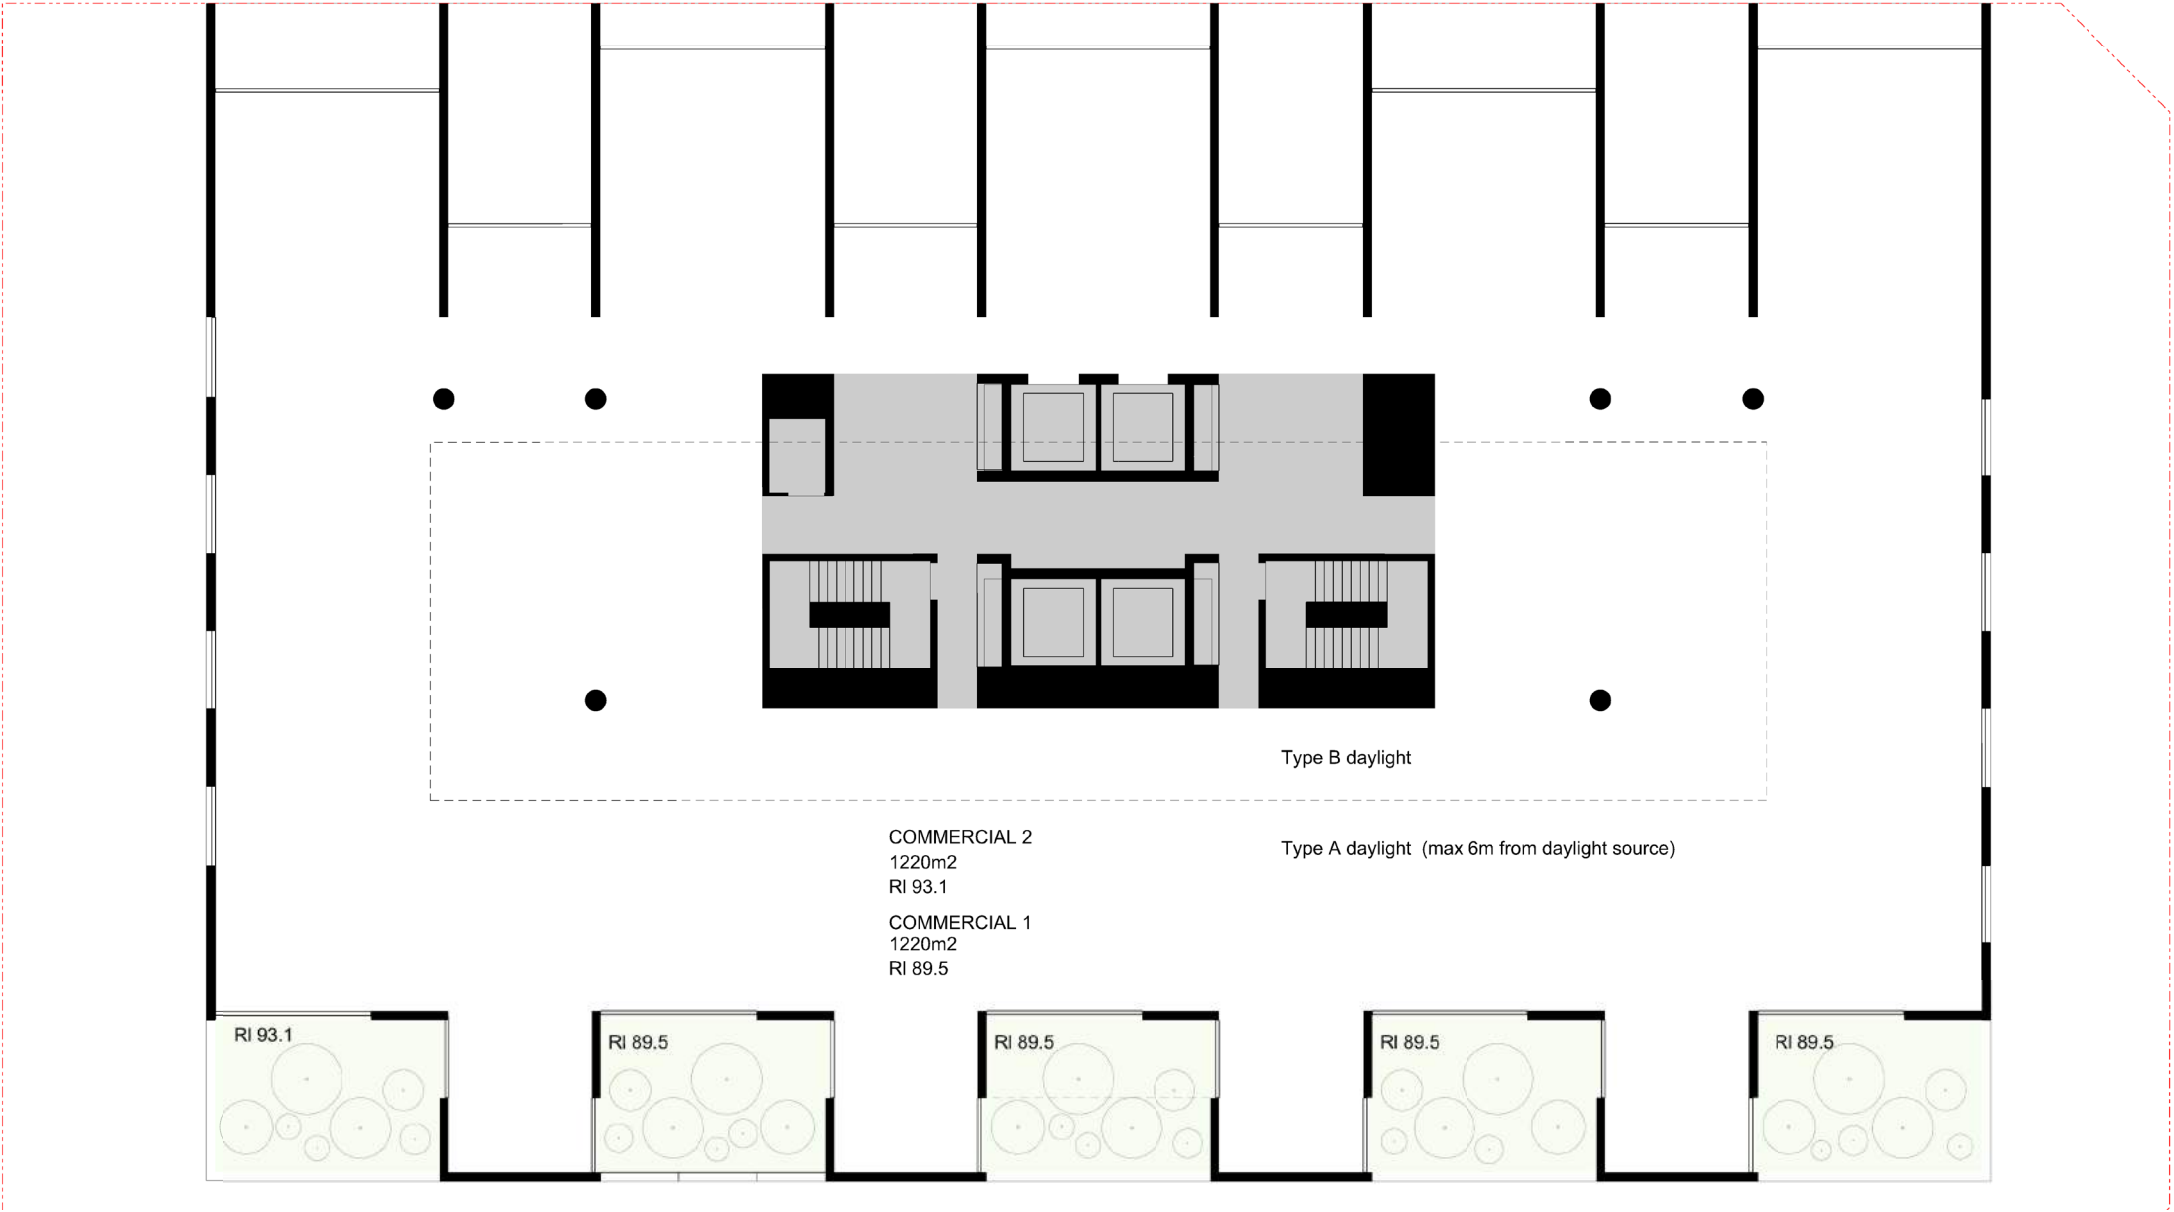 Type B daylight
COMMERCIAL 2
1220m2
RI 93.1
Type A daylight (max 6m from daylight source)
COMMERCIAL 1
1220m2
RI 89.5
RI 93.1
RI 89.5
RI 89.5
RI 89.5
RI 89.5